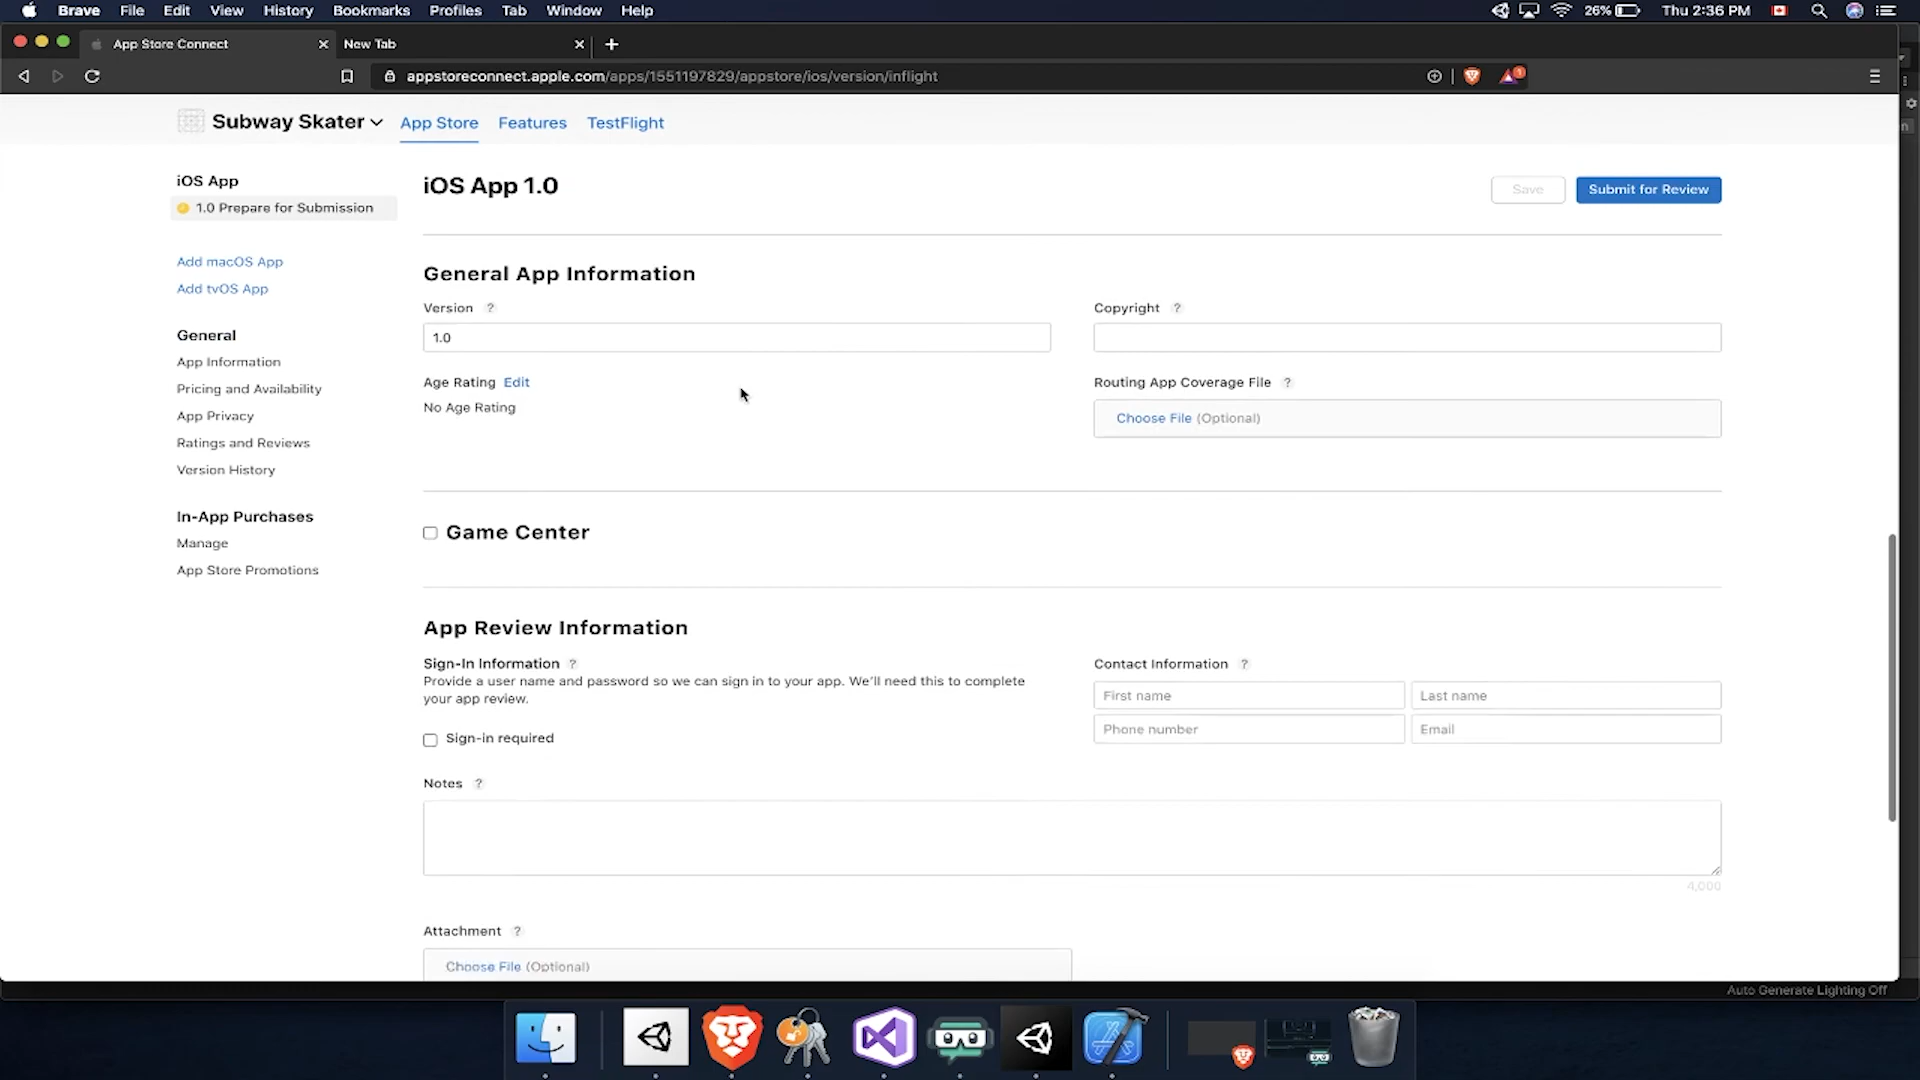 Brave File Edit View History Bookmarks Profiles Tab Window Help 26% Thu 2:36 PM
App Store Connect New Tab
appstoreconnect.apple.com/apps/1551197829/appstore/ios/version/inflight 1
Subway Skater App Store Features TestFlight
iOS App
1.0 Prepare for Submission
Add macOS App
Add tvOS App
General
App Information
Pricing and Availability
App Privacy
Ratings and Reviews
Version History
In-App Purchases
Manage
App Store Promotions
iOS App 1.0
Save Submit for Review
General App Information
Version ? Copyright ?
1.0
Age Rating Edit Routing App Coverage File ?
No Age Rating
Choose File (Optional)
Game Center
App Review Information
Sign-In Information ? Contact Information ?
Provide a user name and password so we can sign in to your app. We'll need this to complete
your app review.
First name Last name
Phone number Email
Sign-in required
Notes ?
4,000
Attachment ?
Choose File (Optional)
Auto Generate Lighting Off